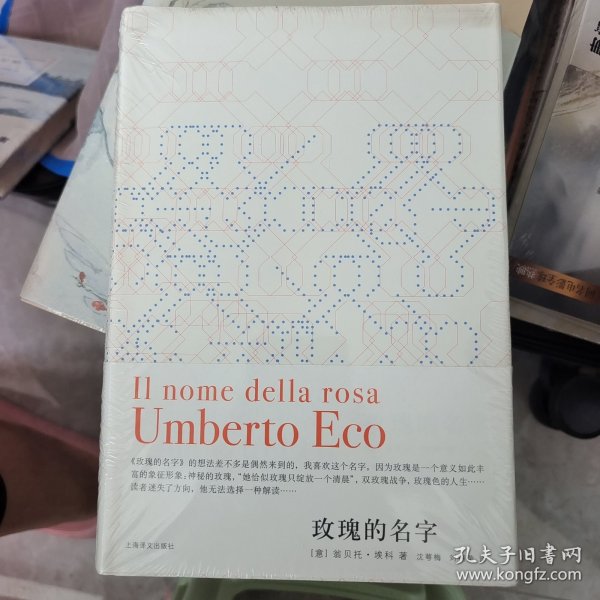 Il nome della rosa
Umberto Eco
《玫瑰的名字》的想法差不多是偶然来到的，我喜欢这个名字，因为玫瑰是一个意义如此丰
富的象征形象：神秘的玫瑰，“她恰似玫瑰只绽放一个清晨”，双玫瑰战争，玫瑰色的人生……
读者迷失了方向，他无法选择一种解读……
玫瑰的名字
[意] 翁贝托·埃科 著 沈萼梅
上海译文出版社
孔夫子旧书网
www.kongfz.com